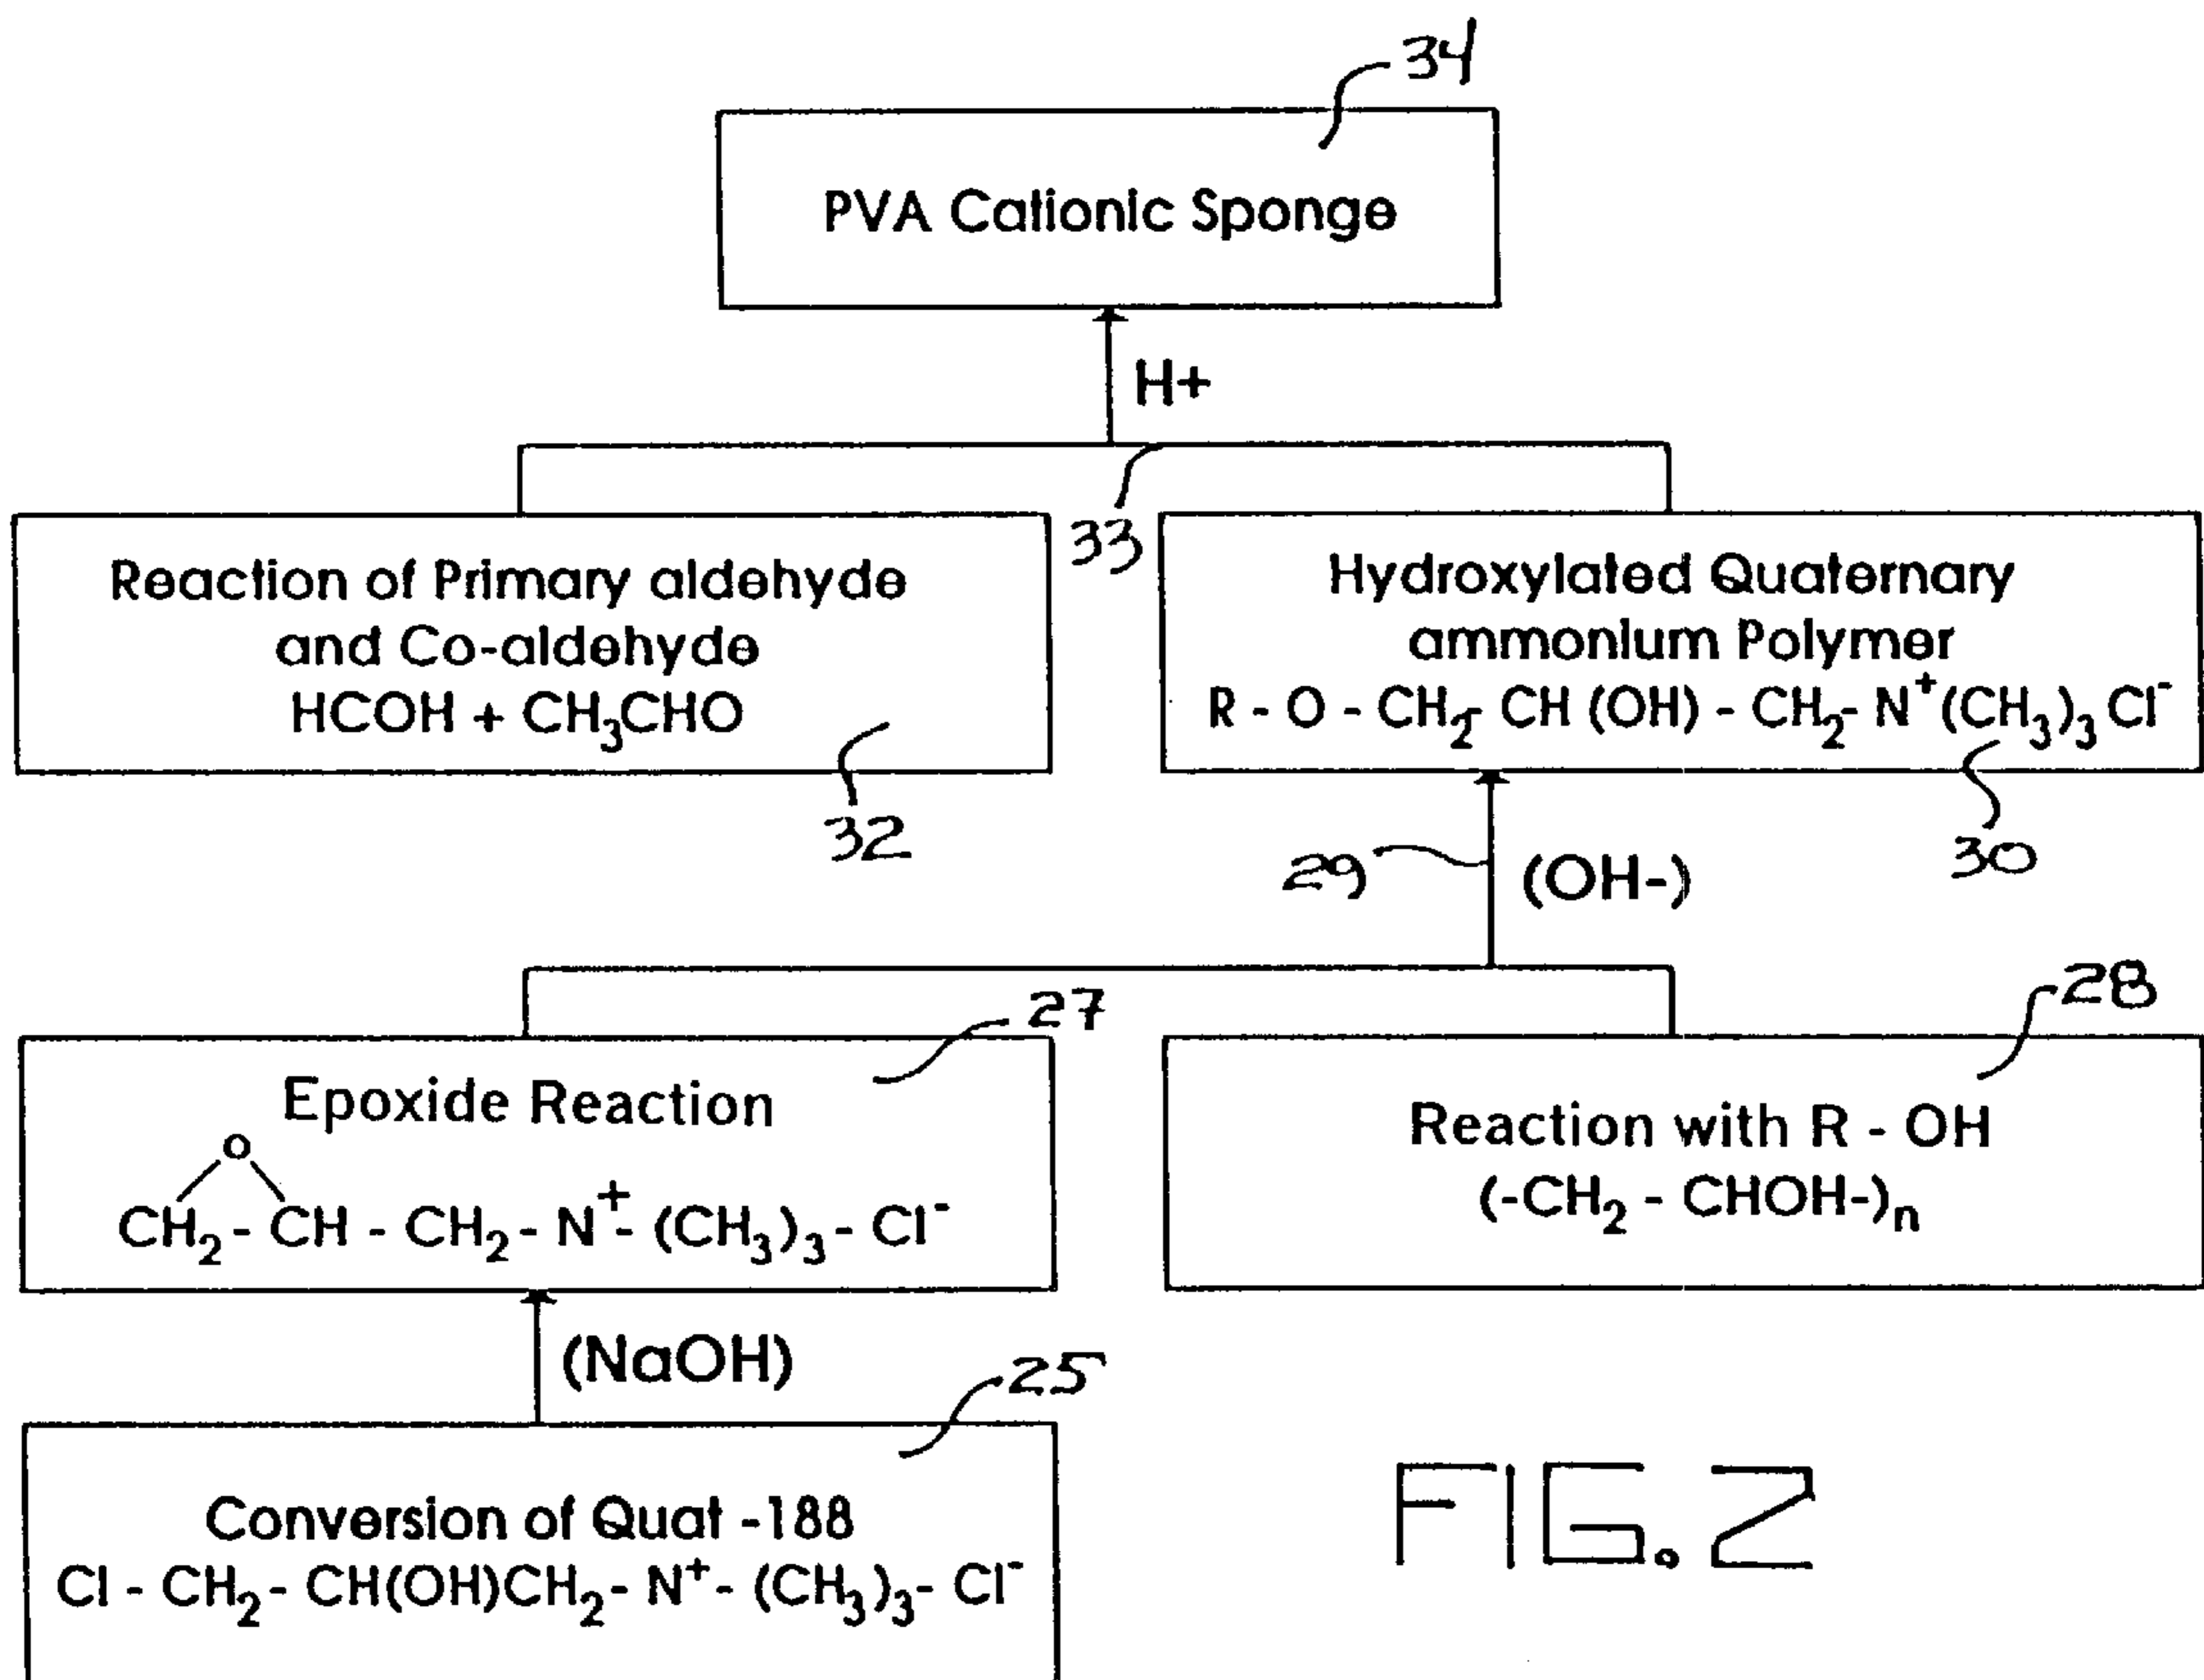 34
PVA Cationic Sponge
H+
33
Reaction of Primary aldehyde
and Co-aldehyde
HCOH + CH₃CHO
32
Hydroxylated Quaternary
ammonium Polymer
R - O - CH₂- CH (OH) - CH₂- N⁺(CH₃)₃ Cl⁻
30
29
(OH-)
27
Epoxide Reaction
O
CH₂ - CH - CH₂ - N⁺- (CH₃)₃ - Cl⁻
28
Reaction with R - OH
(-CH₂ - CHOH-)ₙ
(NaOH)
25
Conversion of Quat -188
Cl - CH₂- CH(OH)CH₂- N⁺- (CH₃)₃- Cl⁻
FIG. 2